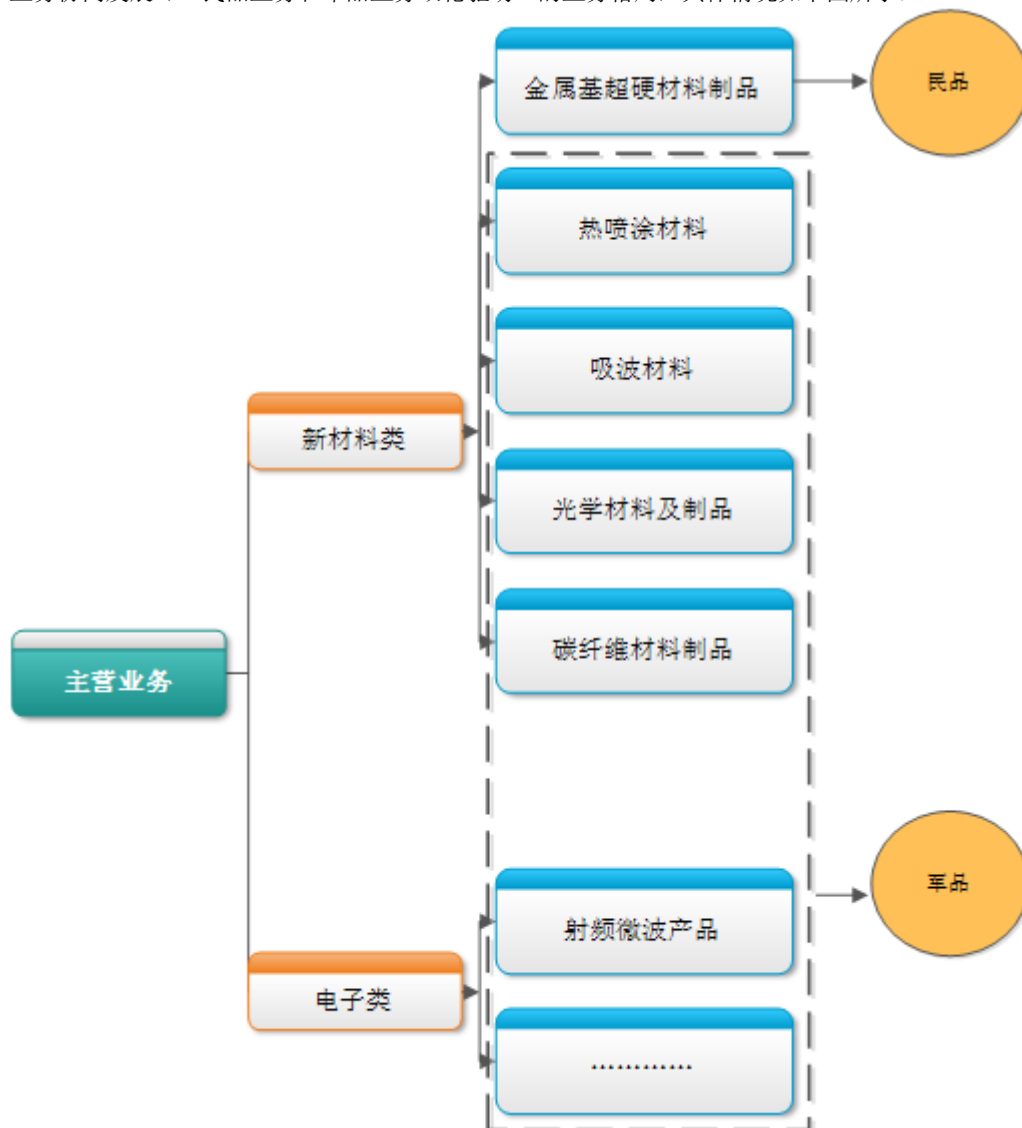 金属基超硬材料制品
民品
热喷涂材料
吸波材料
新材料类
光学材料及制品
碳纤维材料制品
主营业务
军品
射频微波产品
电子类
…………